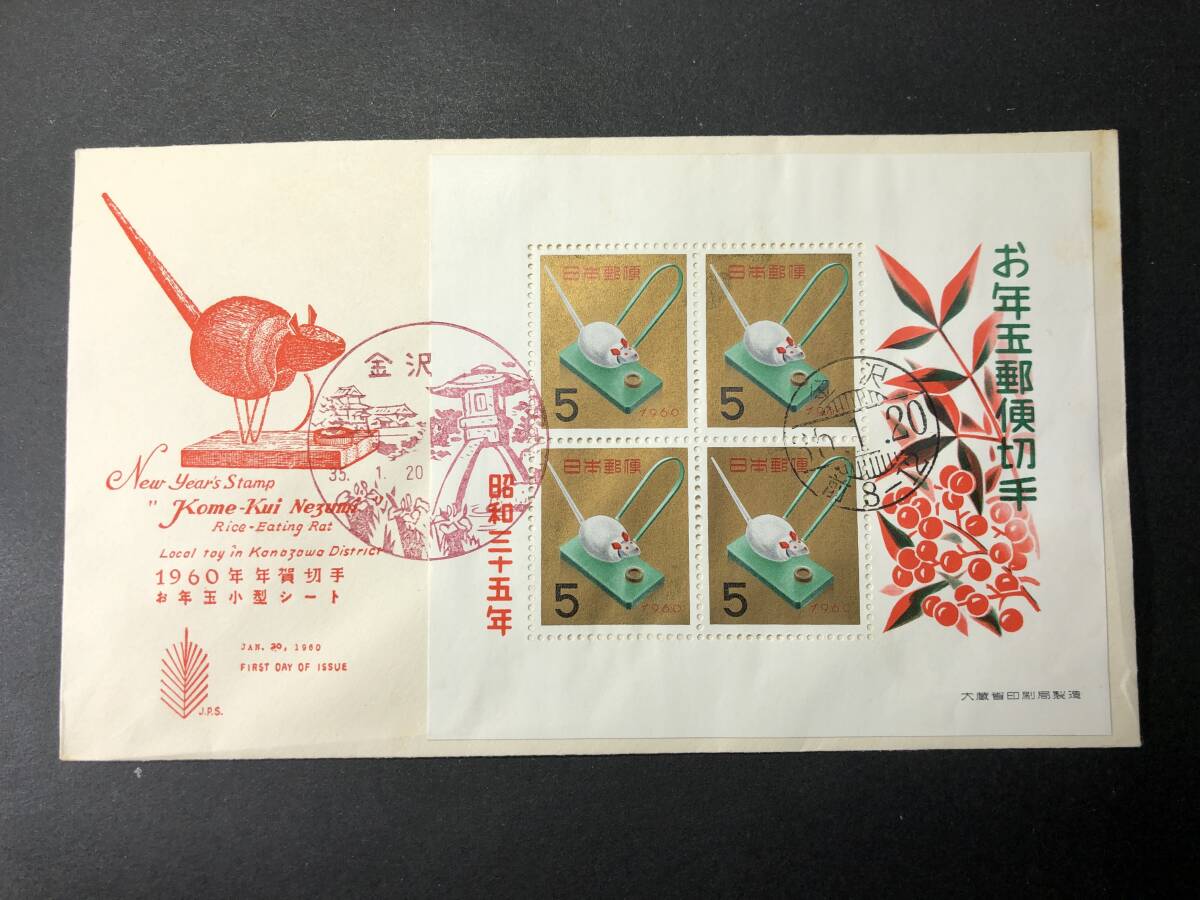 New Year's Stamp
" Kome-Kui Nezumi
Rice-Eating Rat
Local toy in Kanazawa District
1960年年賀切手
お年玉小型シート
JAN. 20, 1960
FIRST DAY OF ISSUE
J.P.S.
金沢
35. 1. 20
昭和三十五年
日本郵便
5
1960
日本郵便
5
日本郵便
5
1960
日本郵便
5
1960
沢
35. 1. 20
お年玉郵便切手
大蔵省印刷局製造